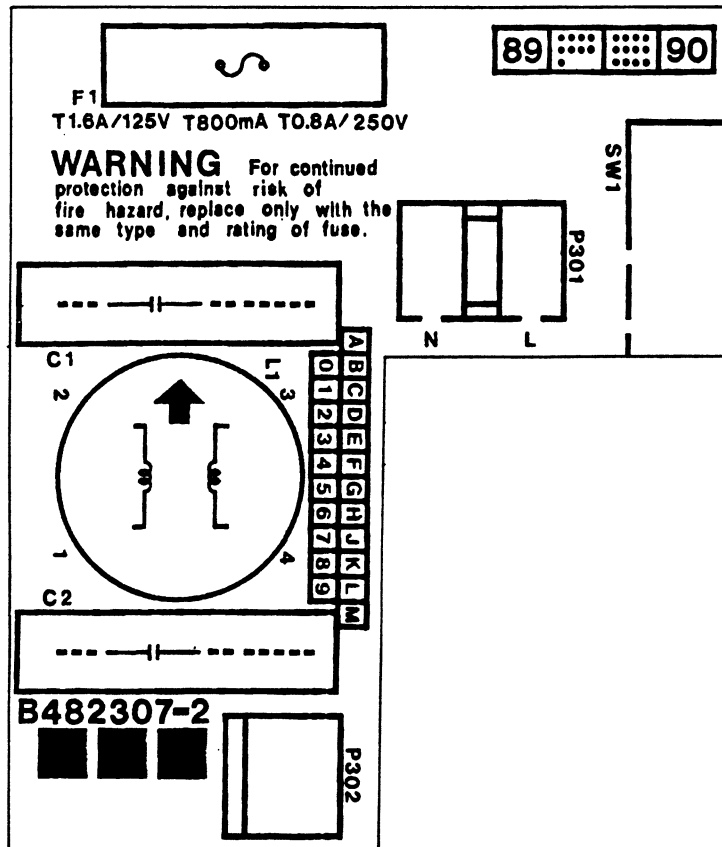 89 90
F1
T1.6A/125V T800mA T0.8A/250V
WARNING For continued
protection against risk of
fire hazard, replace only with the
same type and rating of fuse.
SW1
P301
N L
C1
L1
2
3
1
4
A
B
C
D
E
F
G
H
J
K
L
M
0
1
2
3
4
5
6
7
8
9
C2
B482307-2
P302